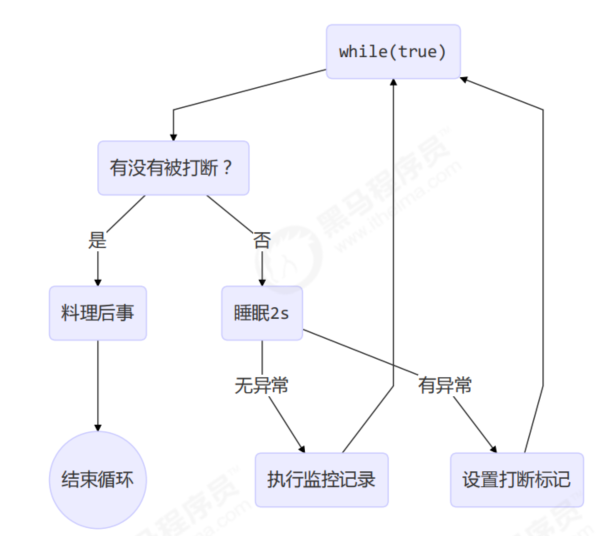 while(true)
有没有被打断？
是
否
料理后事
睡眠2s
无异常
有异常
结束循环
执行监控记录
设置打断标记
黑马程序员™
www.itheima.com